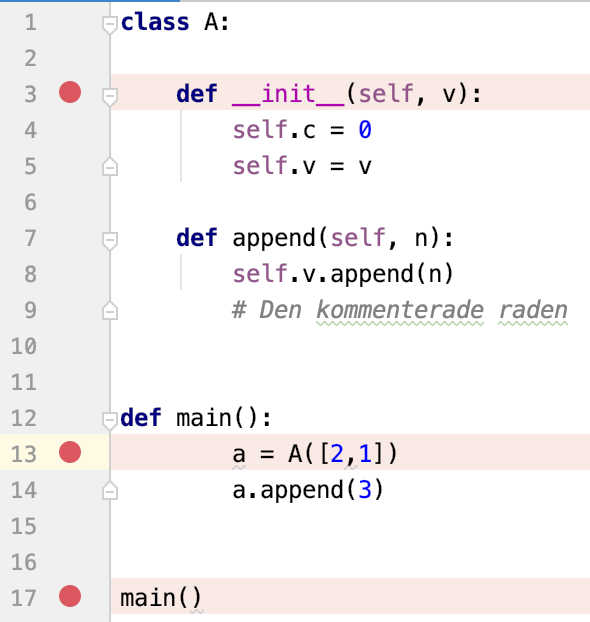 1 class A:
2
3 def __init__(self, v):
4 self.c = 0
5 self.v = v
6
7 def append(self, n):
8 self.v.append(n)
9 # Den kommenterade raden
10
11
12 def main():
13 a = A([2,1])
14 a.append(3)
15
16
17 main()